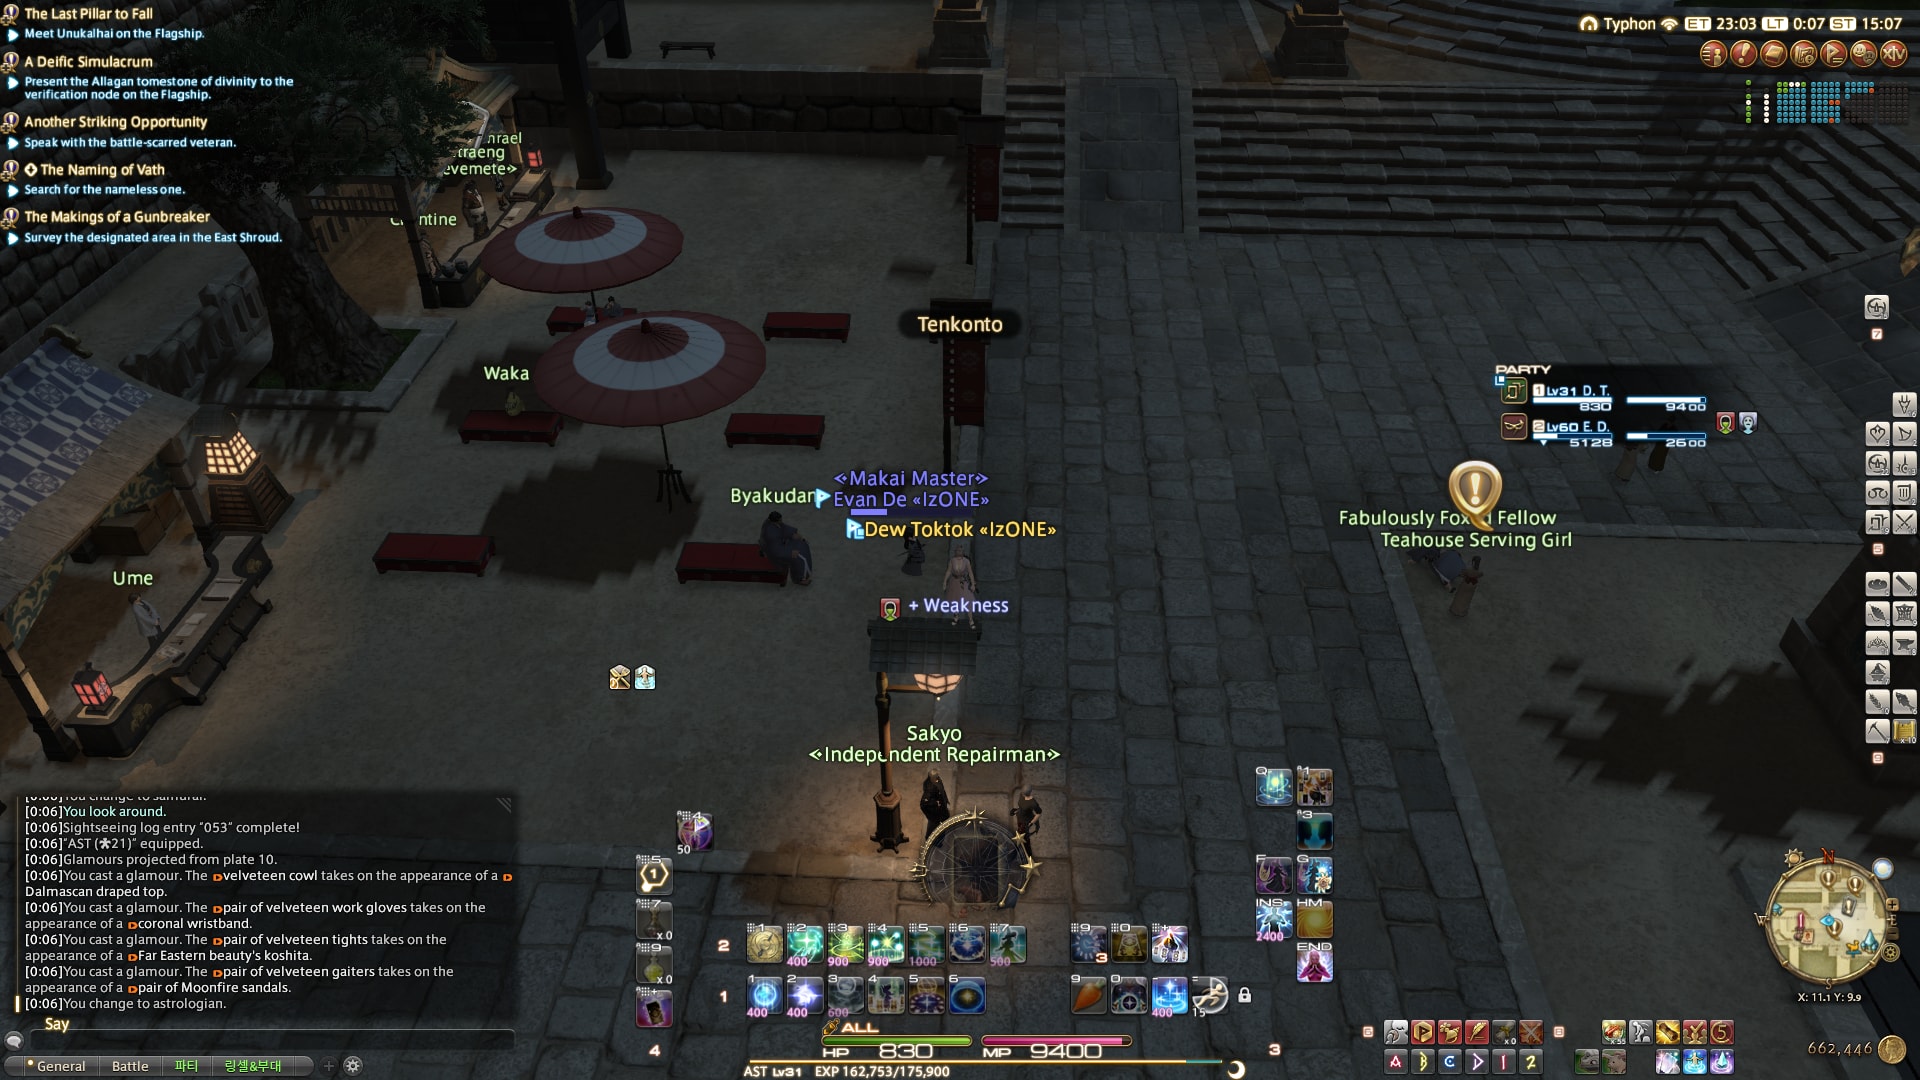 The Last Pillar to Fall
Meet Unukalhai on the Flagship.
A Deific Simulacrum
Present the Allagan tomestone of divinity to the
verification node on the Flagship.
Another Striking Opportunity
Speak with the battle-scarred veteran.
The Naming of Vath
Search for the nameless one.
The Makings of a Gunbreaker
Survey the designated area in the East Shroud.
Typhon ET 23:03 LT 0:07 ST 15:07
Tenkonto
Waka
PARTY
1 Lv31 D. T.
830 9400
2 Lv60 E. D.
5128 2600
Byakudan
«Makai Master»
Evan De «IzONE»
Dew Toktok «IzONE»
Fabulously Foxed Fellow
Teahouse Serving Girl
Ume
+ Weakness
Sakyo
«Independent Repairman»
[0:06]You change to samurai.
[0:06]You look around.
[0:06]Sightseeing log entry "053" complete!
[0:06]"AST (★21)" equipped.
[0:06]Glamours projected from plate 10.
[0:06]You cast a glamour. The velveteen cowl takes on the appearance of a
Dalmascan draped top.
[0:06]You cast a glamour. The pair of velveteen work gloves takes on the
appearance of a coronal wristband.
[0:06]You cast a glamour. The pair of velveteen tights takes on the
appearance of a Far Eastern beauty's koshita.
[0:06]You cast a glamour. The pair of velveteen gaiters takes on the
appearance of a pair of Moonfire sandals.
[0:06]You change to astrologian.
Say
General Battle 파티 링셸&부대
ALL
HP 830 MP 9400
AST Lv31 EXP 162,753/175,900
X: 11.1 Y: 9.9
662,446